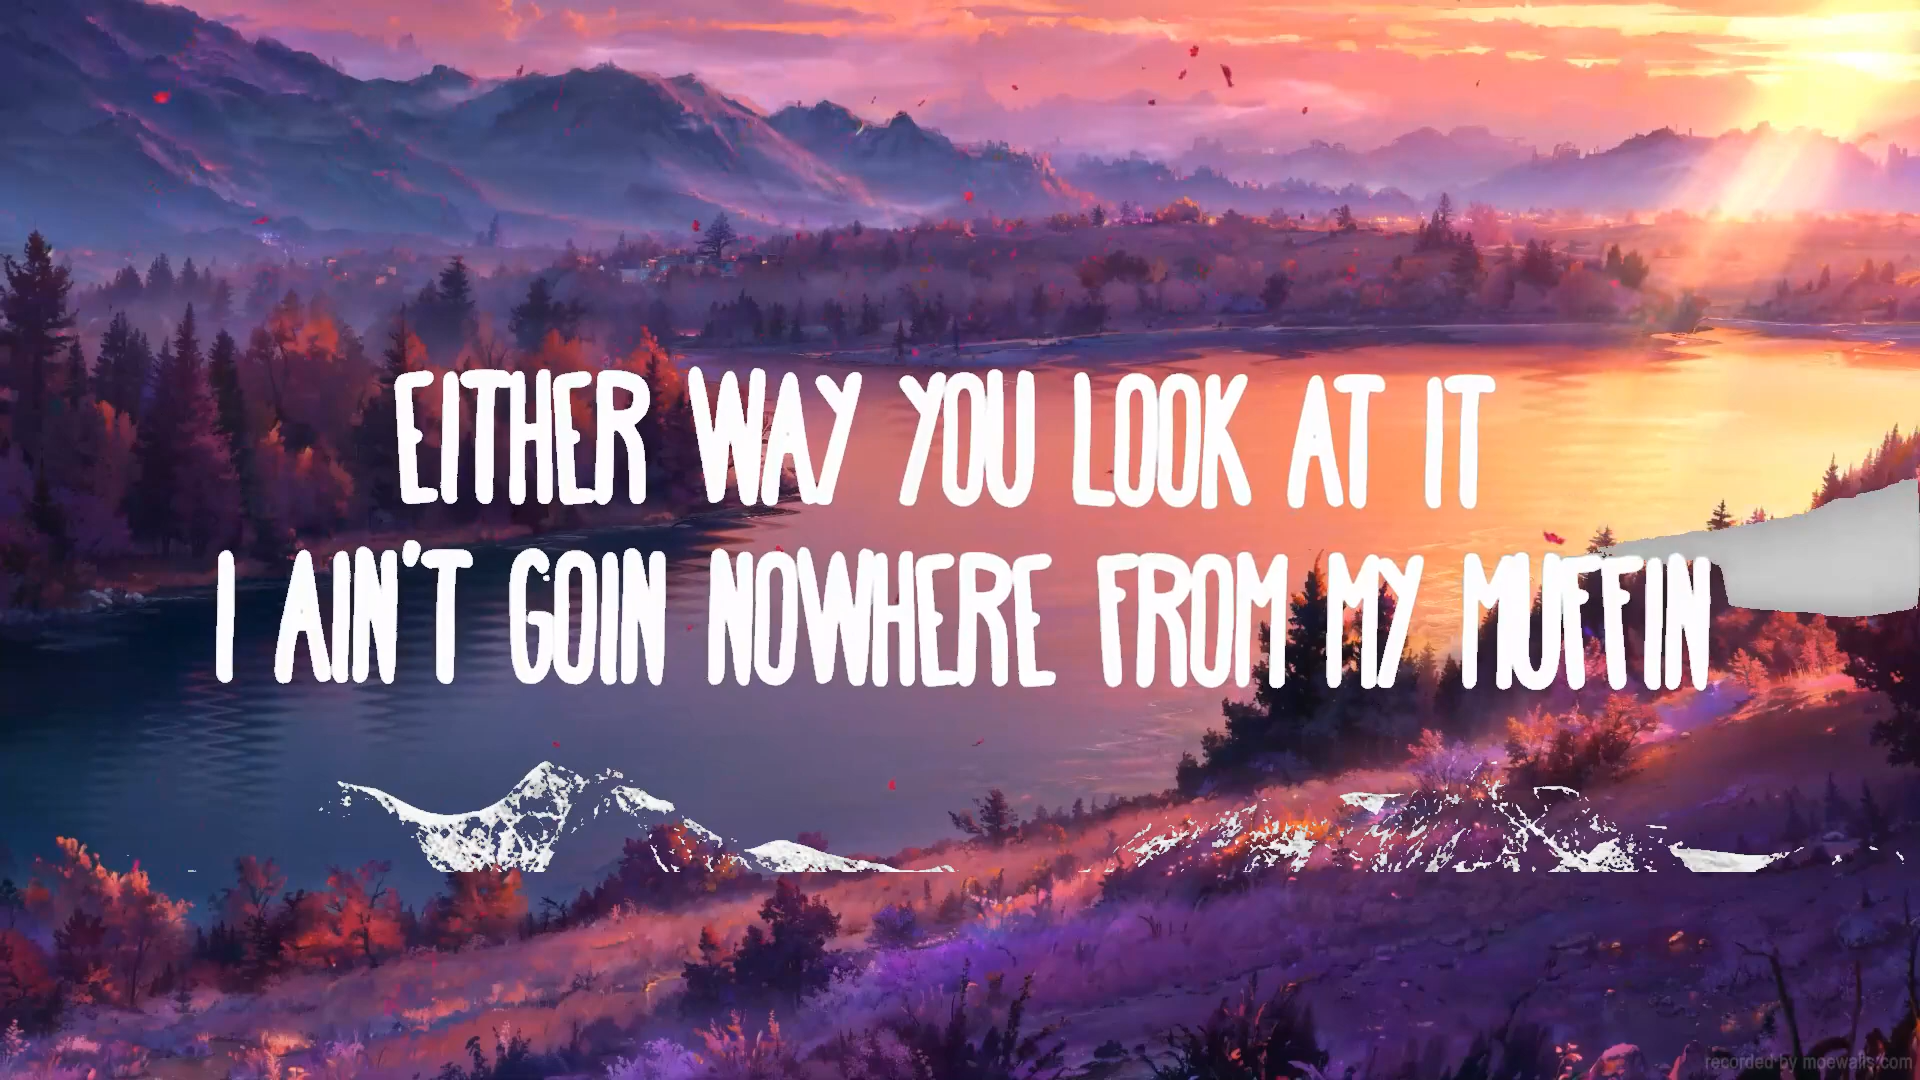 EITHER WAY YOU LOOK AT IT
I AIN'T GOIN NOWHERE FROM MY MUFFIN
recorded by moewalls.com